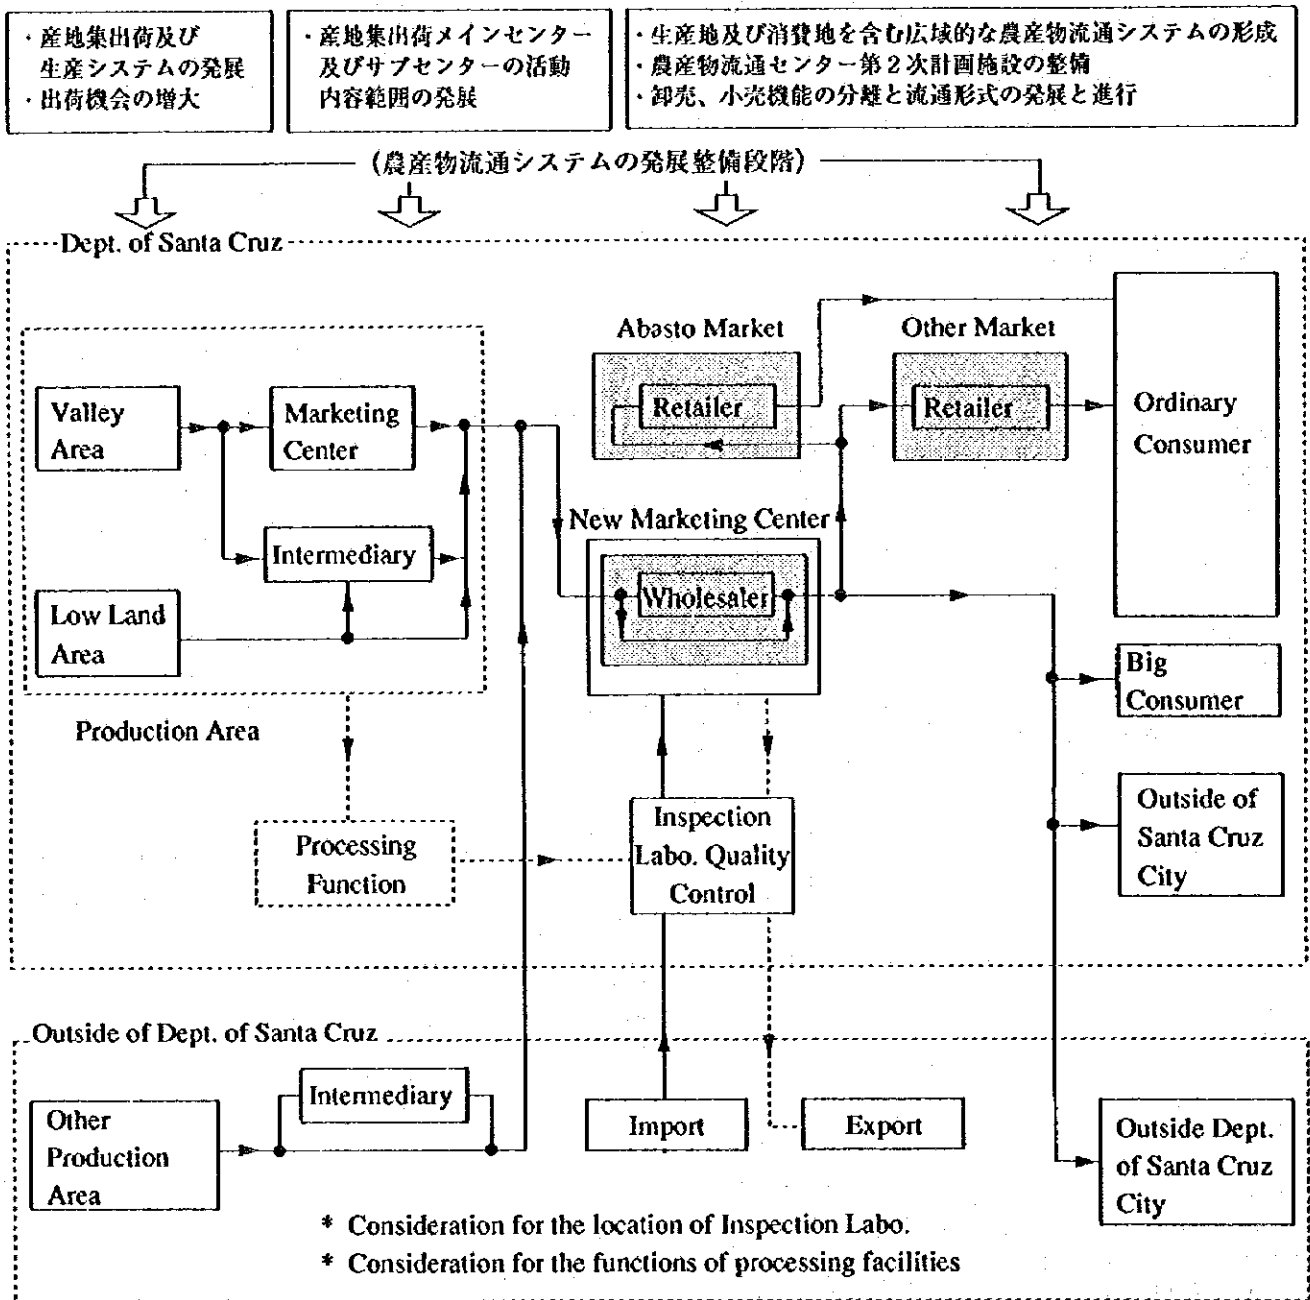 ・産地集出荷及び
生産システムの発展
・出荷機会の増大
・産地集出荷メインセンター
及びサブセンターの活動
内容範囲の発展
・生産地及び消費地を含む広域的な農産物流通システムの形成
・農産物流通センター第2次計画施設の整備
・卸売、小売機能の分離と流通形式の発展と進行
(農産物流通システムの発展整備段階)
Dept. of Santa Cruz
Abasto Market
Other Market
Valley
Area
Marketing
Center
Retailer
Retailer
Ordinary
Consumer
New Marketing Center
Intermediary
Wholesaler
Low Land
Area
Big
Consumer
Production Area
Outside of
Santa Cruz
City
Inspection
Labo. Quality
Control
Processing
Function
Outside of Dept. of Santa Cruz
Intermediary
Other
Production
Area
Import
Export
Outside Dept.
of Santa Cruz
City
* Consideration for the location of Inspection Labo.
* Consideration for the functions of processing facilities